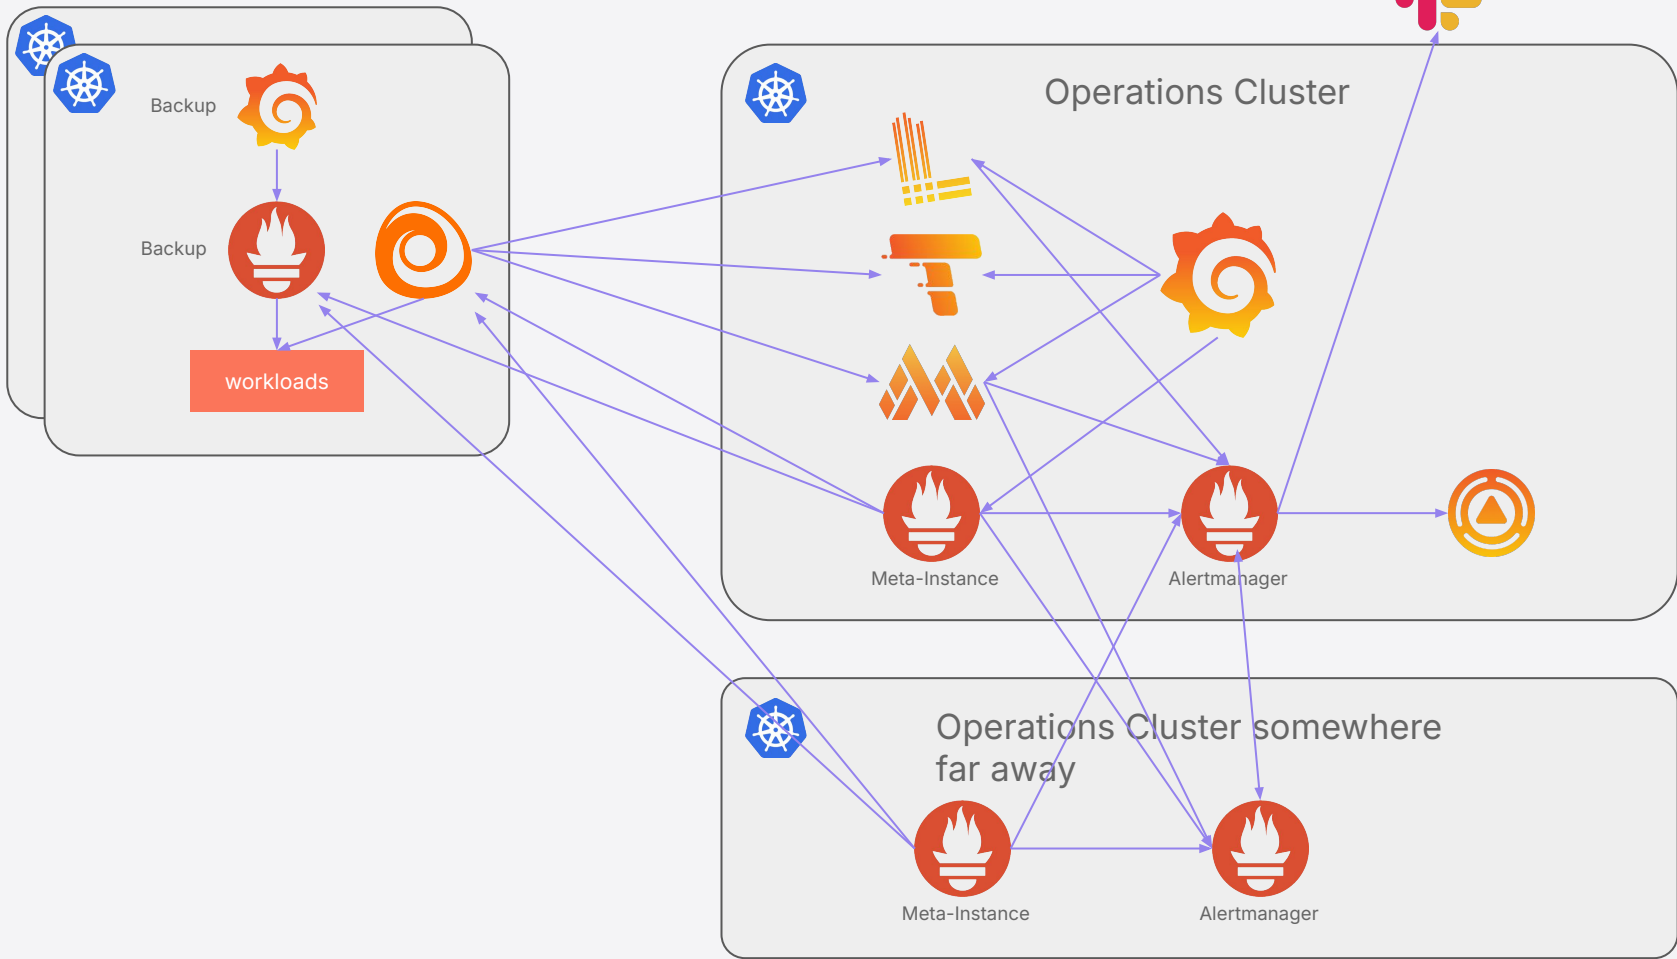 Backup
Backup
workloads
Operations Cluster
Meta-Instance
Alertmanager
Operations Cluster somewhere
far away
Meta-Instance
Alertmanager